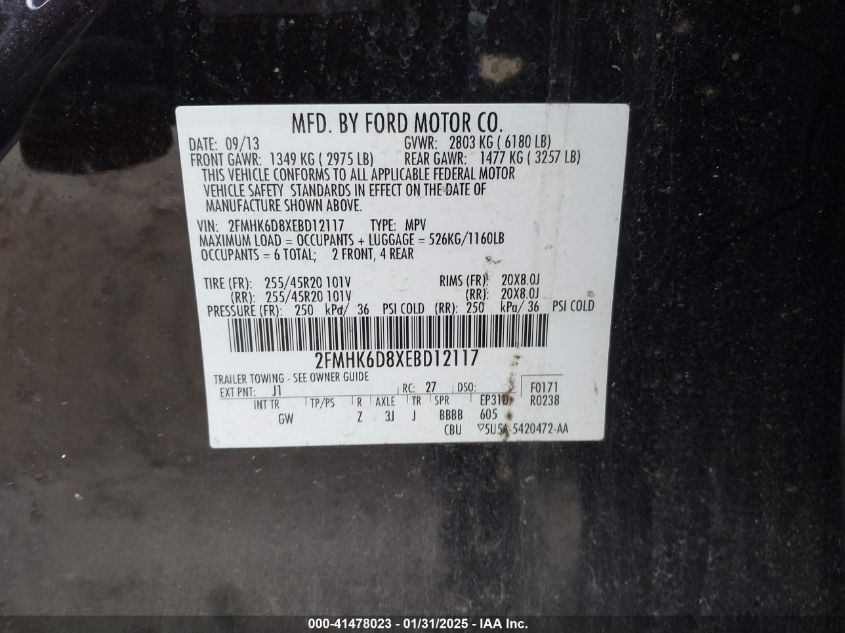 MFD. BY FORD MOTOR CO.
DATE: 09/13 GVWR: 2803 KG ( 6180 LB)
FRONT GAWR: 1349 KG ( 2975 LB) REAR GAWR: 1477 KG ( 3257 LB)
THIS VEHICLE CONFORMS TO ALL APPLICABLE FEDERAL MOTOR
VEHICLE SAFETY STANDARDS IN EFFECT ON THE DATE OF
MANUFACTURE SHOWN ABOVE.
VIN: 2FMHK6D8XEBD12117 TYPE: MPV
MAXIMUM LOAD = OCCUPANTS + LUGGAGE = 526KG/1160LB
OCCUPANTS = 6 TOTAL; 2 FRONT, 4 REAR
TIRE (FR): 255/45R20 101V RIMS (FR): 20X8.0J
(RR): 255/45R20 101V (RR): 20X8.0J
PRESSURE (FR): 250 kPa/ 36 PSI COLD (RR): 250 kPa/ 36 PSI COLD
2FMHK6D8XEBD12117
TRAILER TOWING - SEE OWNER GUIDE
EXT PNT: J1 RC: 27 DSO: F0171
INT TR TP/PS R AXLE TR SPR EP31D R0238
GW Z 3J J BBBB 605
CBU ▽5U5A-5420472-AA
000-41478023 - 01/31/2025 - IAA Inc.